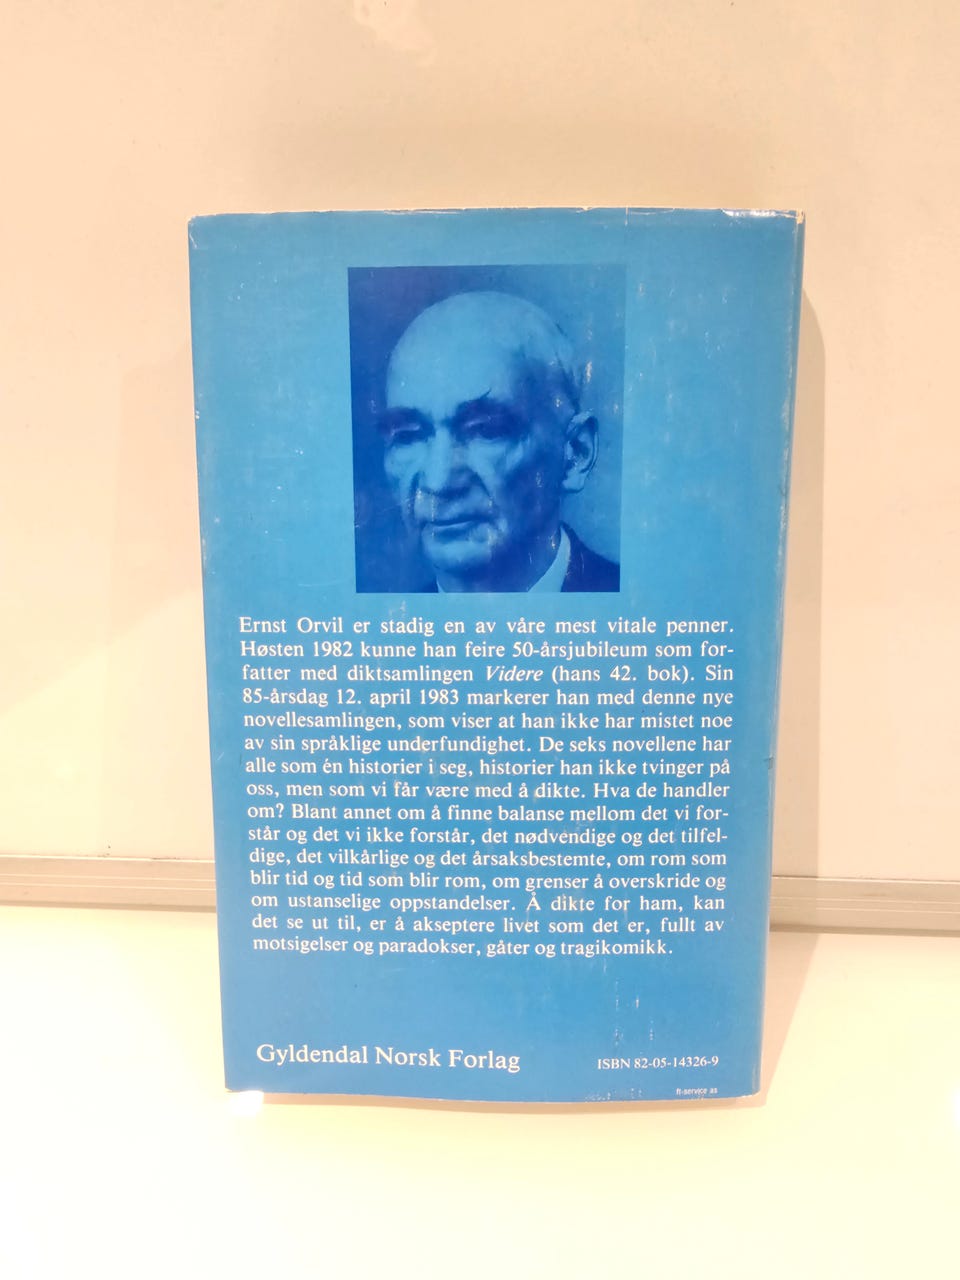 Ernst Orvil er stadig en av våre mest vitale penner.
Høsten 1982 kunne han feire 50-årsjubileum som for-
fatter med diktsamlingen Videre (hans 42. bok). Sin
85-årsdag 12. april 1983 markerer han med denne nye
novellesamlingen, som viser at han ikke har mistet noe
av sin språklige underfundighet. De seks novellene har
alle som én historier i seg, historier han ikke tvinger på
oss, men som vi får være med å dikte. Hva de handler
om? Blant annet om å finne balanse mellom det vi for-
står og det vi ikke forstår, det nødvendige og det tilfel-
dige, det vilkårlige og det årsaksbestemte, om rom som
blir tid og tid som blir rom, om grenser å overskride og
om ustanselige oppstandelser. Å dikte for ham, kan
det se ut til, er å akseptere livet som det er, fullt av
motsigelser og paradokser, gåter og tragikomikk.
Gyldendal Norsk Forlag
ISBN 82-05-14326-9
ft-service as